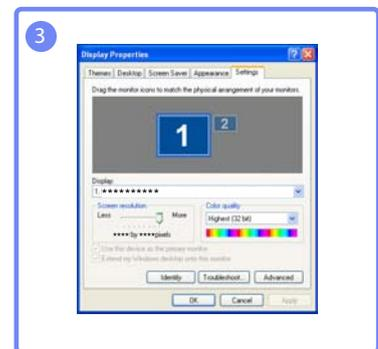 3
Display Properties
Themes Desktop Screen Saver Appearance Settings
Drag the monitor icons to match the physical arrangement of your monitors.
1 2
Display:
1. **********
Screen resolution
Less More
**** by **** pixels
Color quality
Highest (32 bit)
Use this device as the primary monitor
Extend my Windows desktop onto this monitor
Identify Troubleshoot... Advanced
OK Cancel Apply